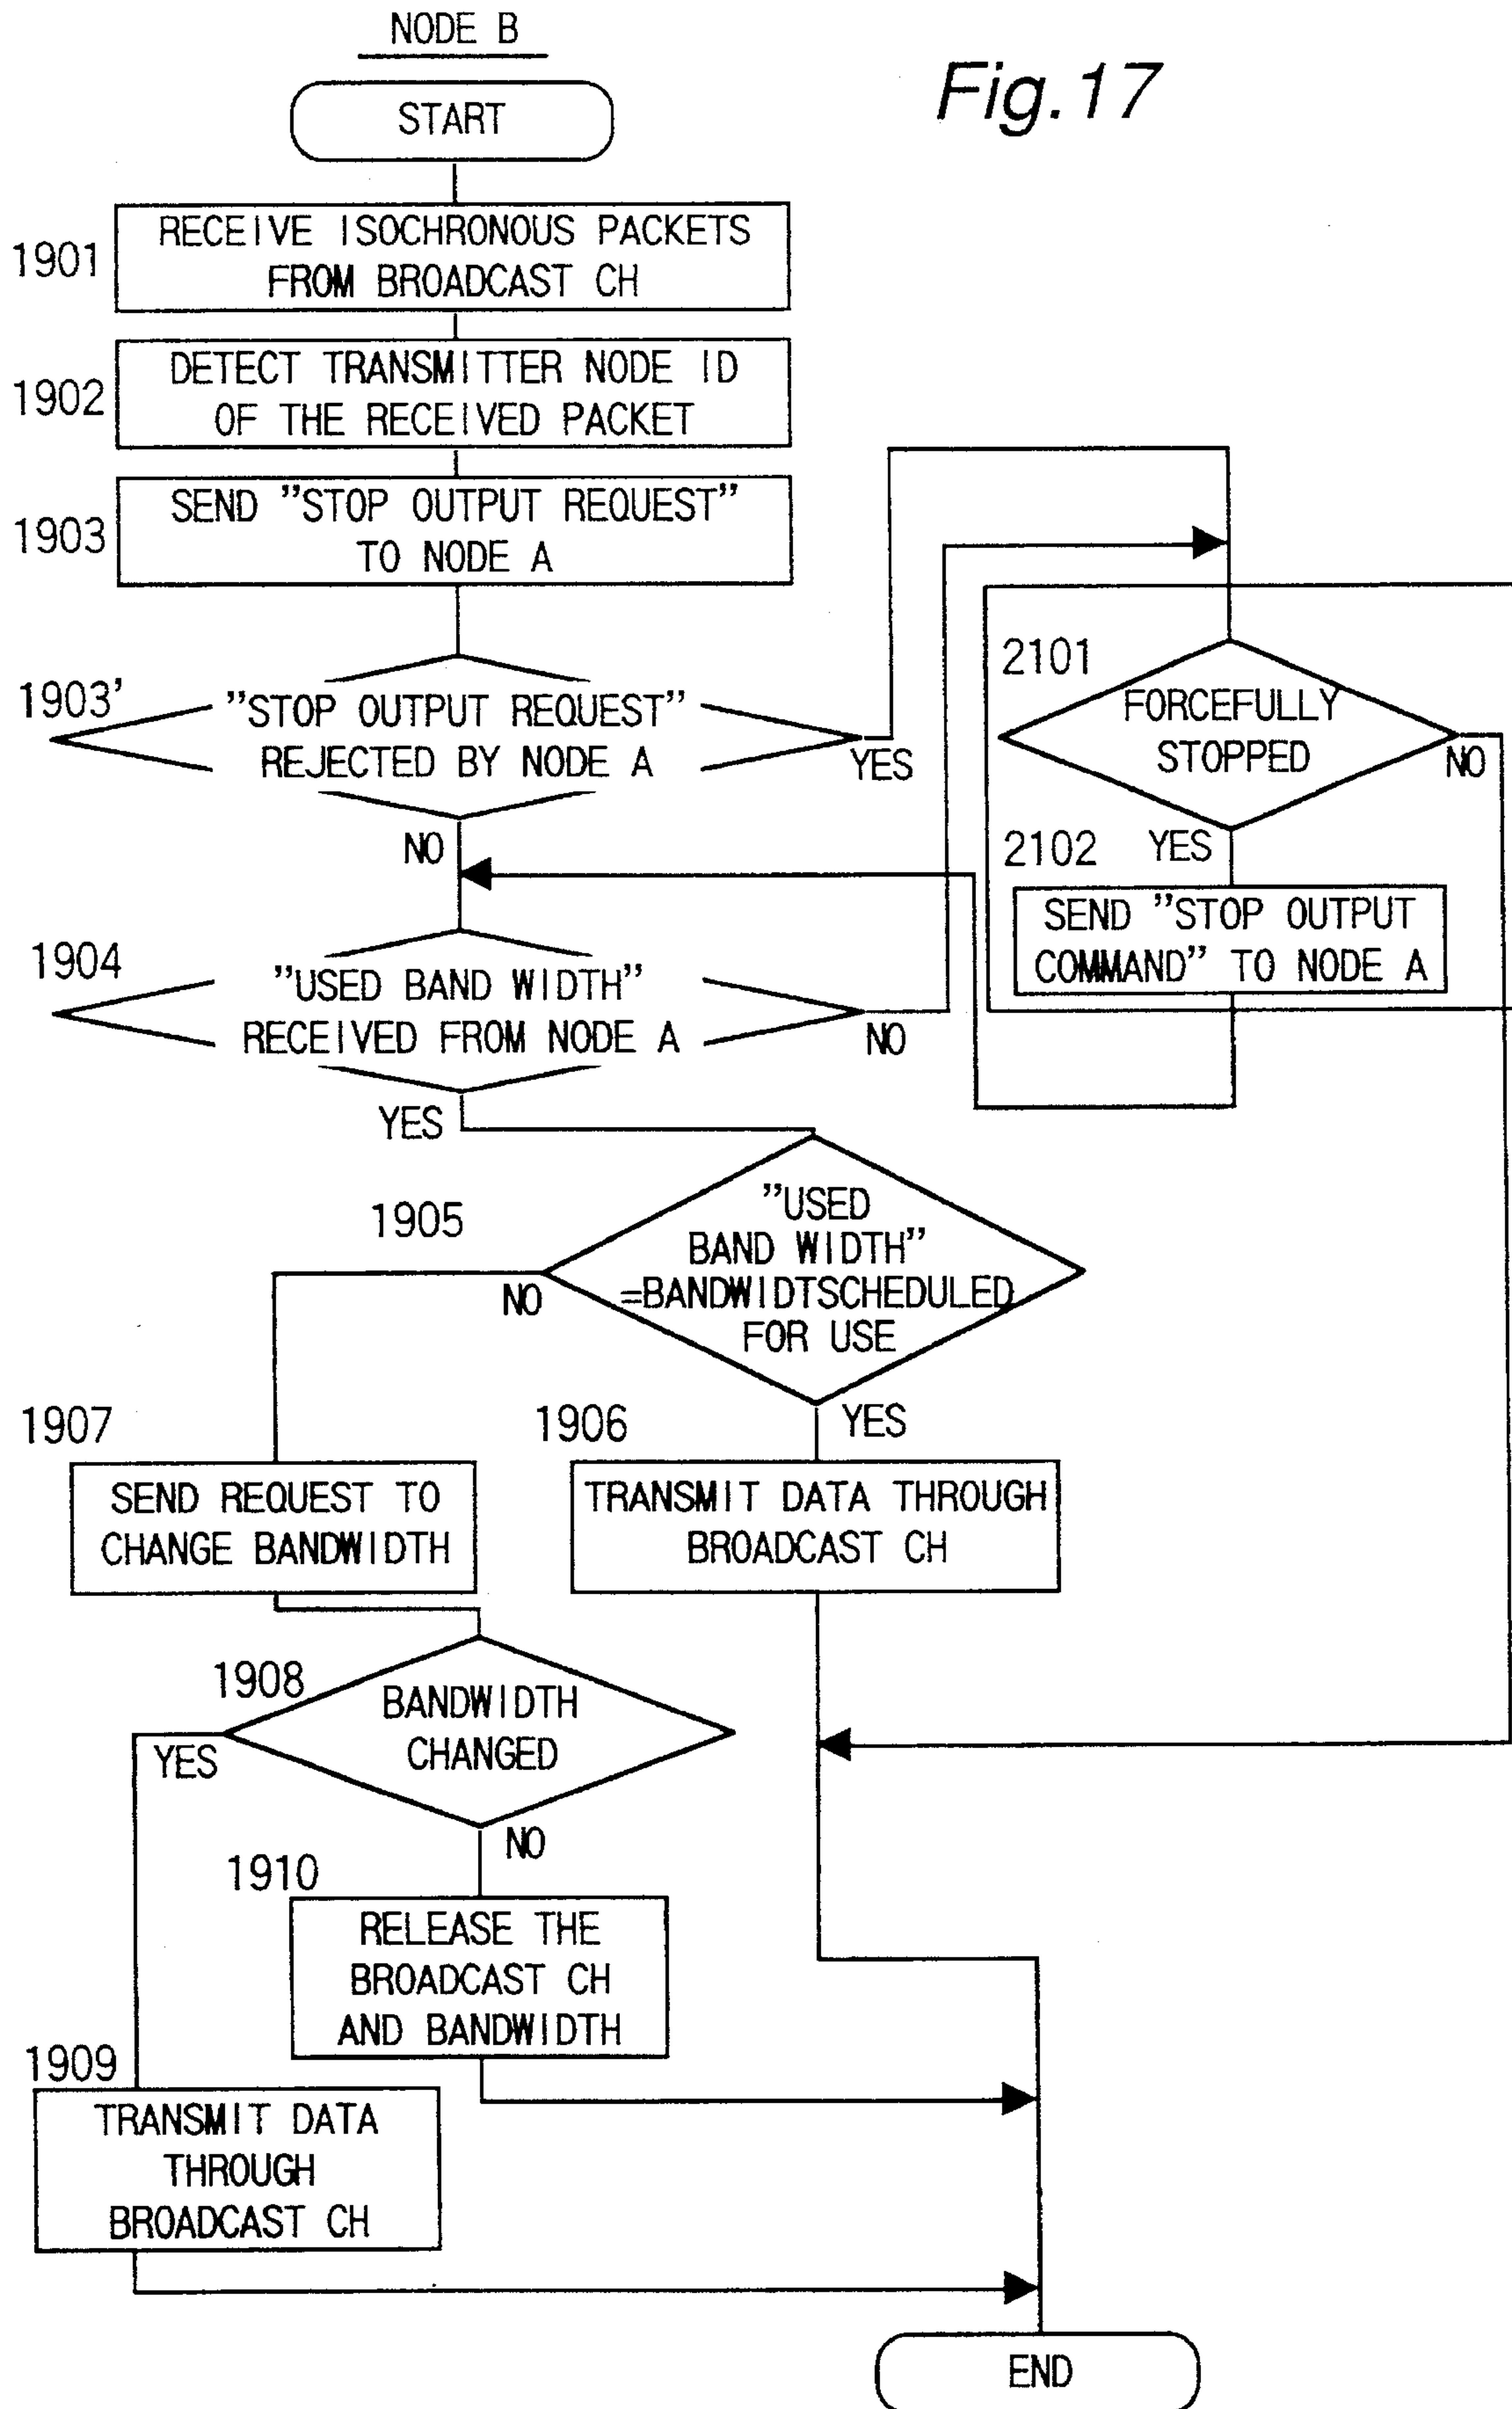 NODE B
Fig.17
START
1901
RECEIVE ISOCHRONOUS PACKETS
FROM BROADCAST CH
1902
DETECT TRANSMITTER NODE ID
OF THE RECEIVED PACKET
1903
SEND "STOP OUTPUT REQUEST"
TO NODE A
1903'
"STOP OUTPUT REQUEST"
REJECTED BY NODE A
YES
NO
2101
FORCEFULLY
STOPPED
NO
2102
YES
SEND "STOP OUTPUT
COMMAND" TO NODE A
1904
"USED BAND WIDTH"
RECEIVED FROM NODE A
NO
YES
1905
"USED
BAND WIDTH"
=BANDWIDTSCHEDULED
FOR USE
NO
YES
1907
SEND REQUEST TO
CHANGE BANDWIDTH
1906
TRANSMIT DATA THROUGH
BROADCAST CH
1908
BANDWIDTH
CHANGED
YES
NO
1910
RELEASE THE
BROADCAST CH
AND BANDWIDTH
1909
TRANSMIT DATA
THROUGH
BROADCAST CH
END